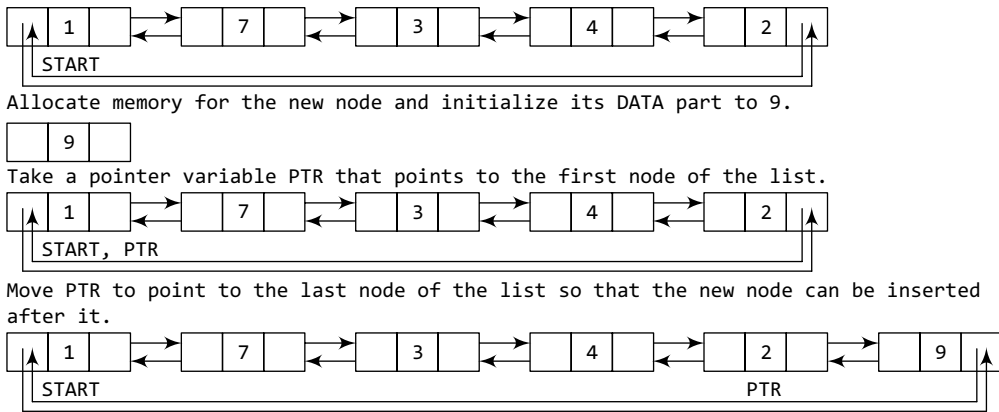 1 7 3 4 2
START
Allocate memory for the new node and initialize its DATA part to 9.
9
Take a pointer variable PTR that points to the first node of the list.
1 7 3 4 2
START, PTR
Move PTR to point to the last node of the list so that the new node can be inserted
after it.
1 7 3 4 2 9
START PTR